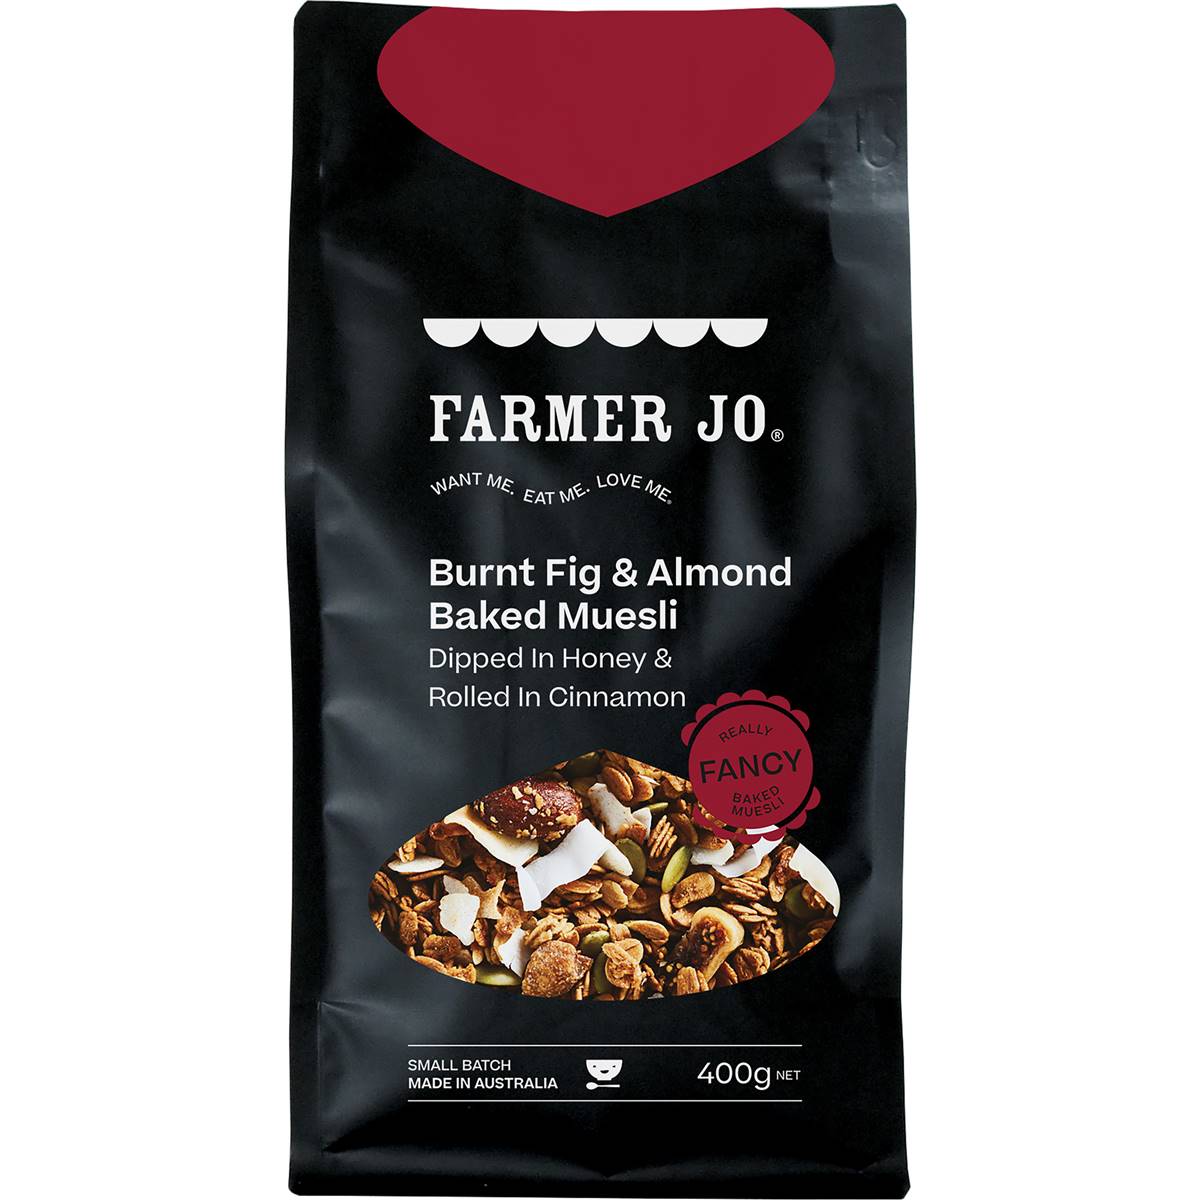 FARMER JO®
WANT ME. EAT ME. LOVE ME.®
Burnt Fig & Almond
Baked Muesli
Dipped In Honey &
Rolled In Cinnamon
REALLY
FANCY
BAKED
MUESLI
SMALL BATCH
MADE IN AUSTRALIA
400g NET